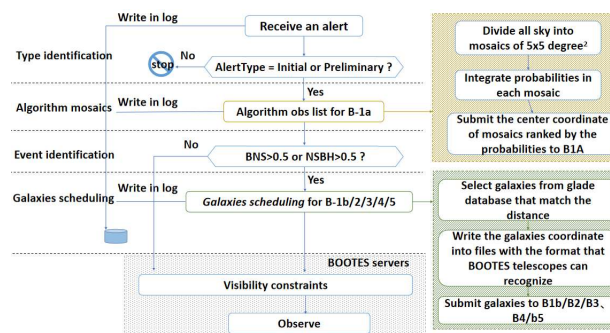 Write in log
Receive an alert
Type identification
stop
No
AlertType = Initial or Preliminary ?
Yes
Algorithm mosaics
Write in log
Algorithm obs list for B-1a
Event identification
No
BNS>0.5 or NSBH>0.5 ?
Yes
Galaxies scheduling
Write in log
Galaxies scheduling for B-1b/2/3/4/5
BOOTES servers
Visibility constraints
Observe
Divide all sky into
mosaics of 5x5 degree²
Integrate probabilities in
each mosaic
Submit the center coordinate
of mosaics ranked by the
probabilities to B1A
Select galaxies from glade
database that match the
distance
Write the galaxies coordinate
into files with the format that
BOOTES telescopes can
recognize
Submit galaxies to B1b/B2/B3、
B4/b5